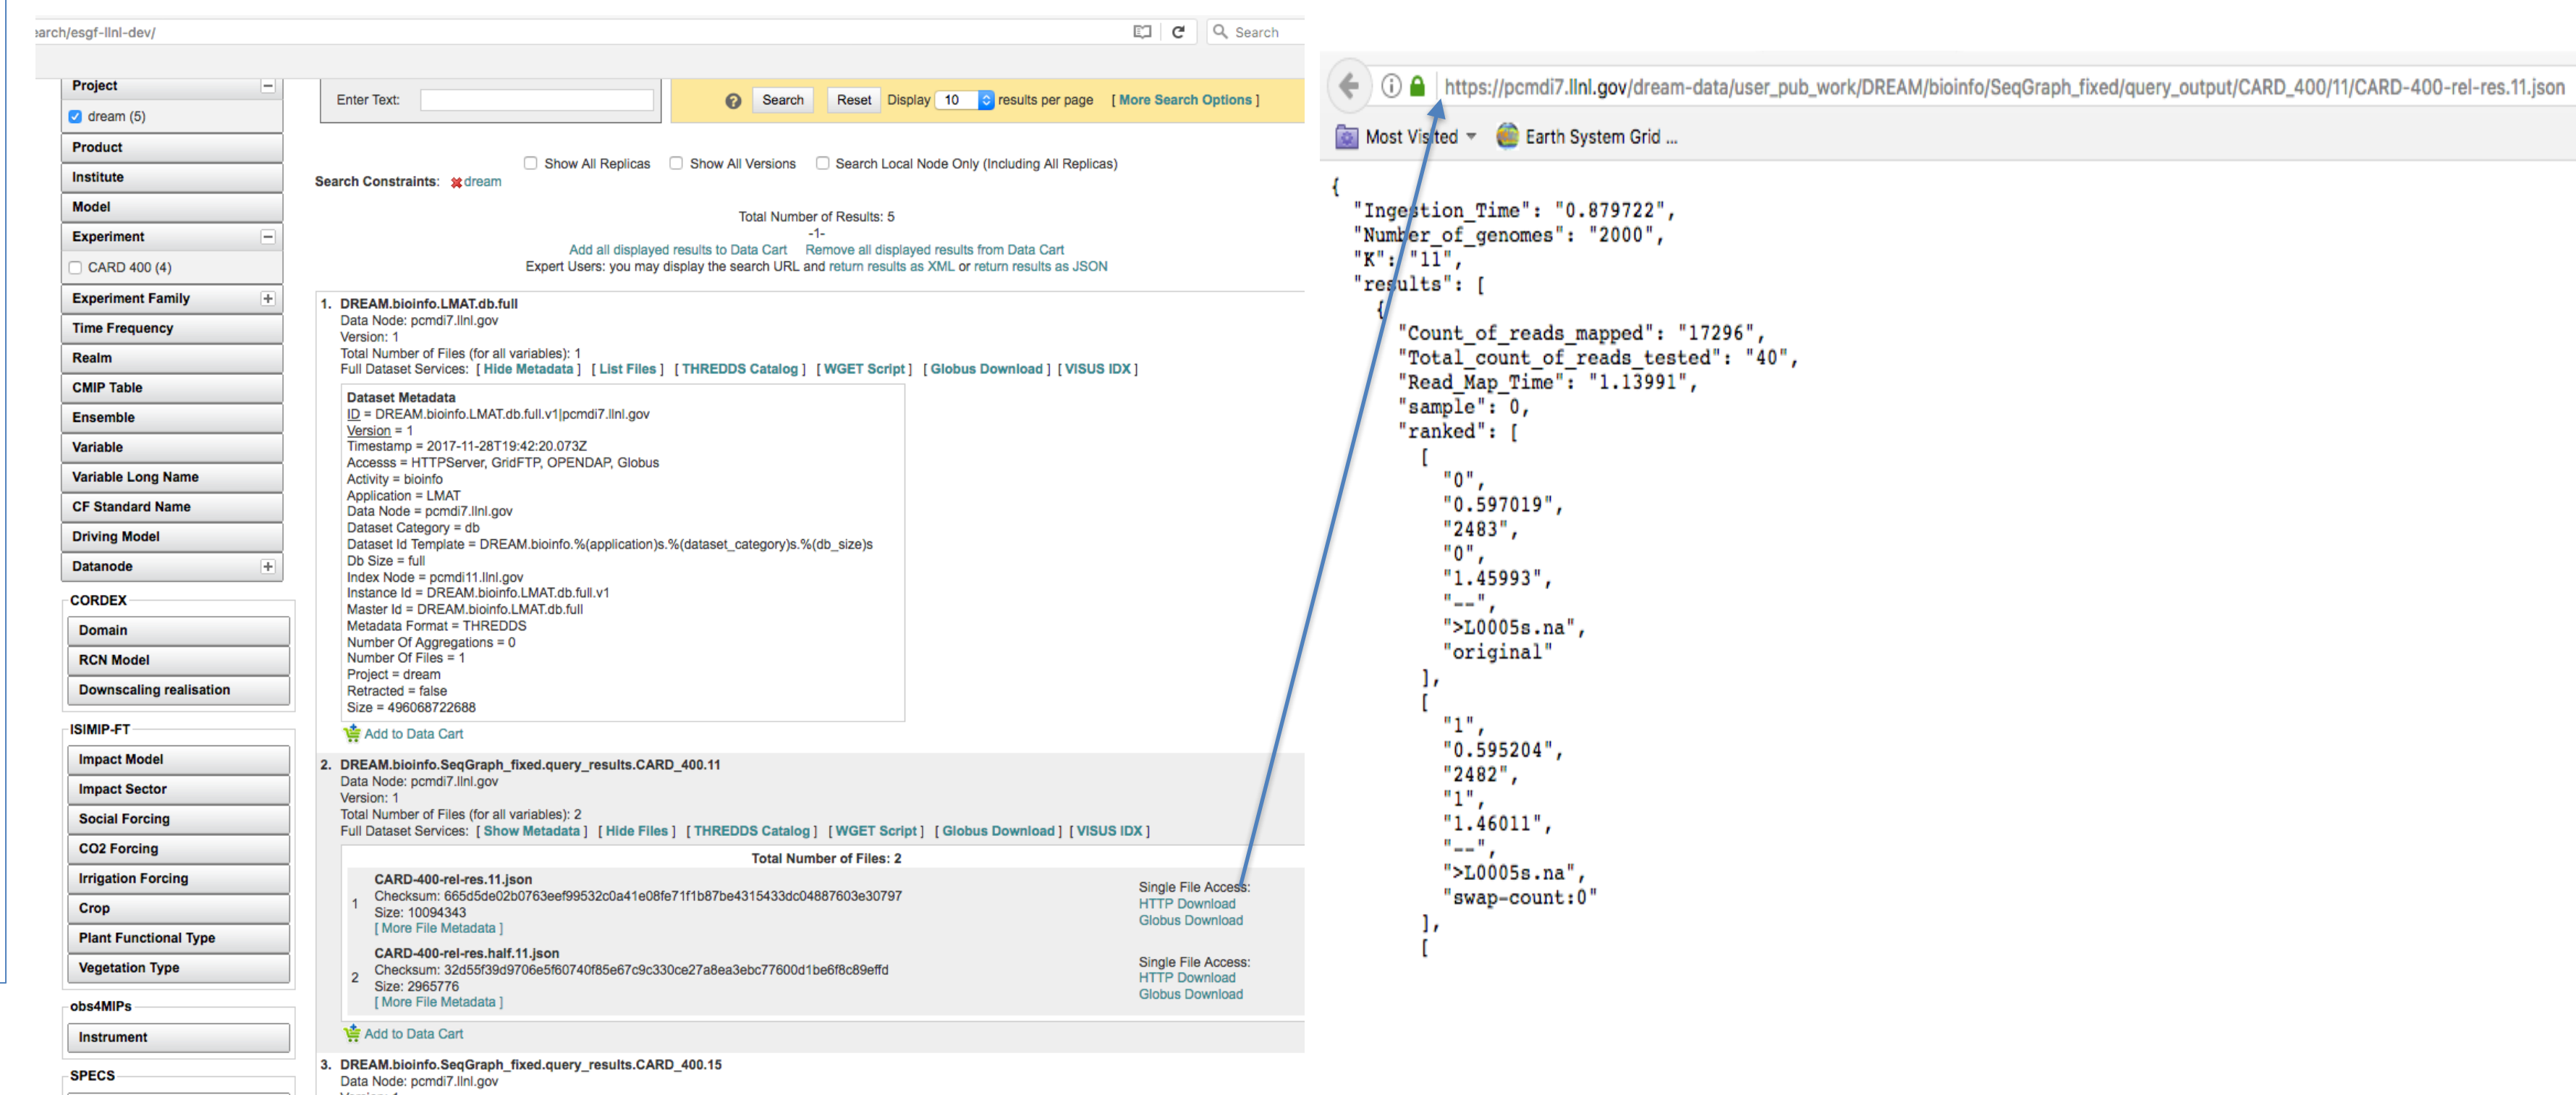 earch/esgf-llnl-dev/
Search
Project
dream (5)
Product
Institute
Model
Experiment
CARD 400 (4)
Experiment Family
Time Frequency
Realm
CMIP Table
Ensemble
Variable
Variable Long Name
CF Standard Name
Driving Model
Datanode
CORDEX
Domain
RCN Model
Downscaling realisation
ISIMIP-FT
Impact Model
Impact Sector
Social Forcing
CO2 Forcing
Irrigation Forcing
Crop
Plant Functional Type
Vegetation Type
obs4MIPs
Instrument
SPECS
Enter Text:
Search Reset Display 10 results per page [ More Search Options ]
Show All Replicas Show All Versions Search Local Node Only (Including All Replicas)
Search Constraints: dream
Total Number of Results: 5
-1-
Add all displayed results to Data Cart Remove all displayed results from Data Cart
Expert Users: you may display the search URL and return results as XML or return results as JSON
1. DREAM.bioinfo.LMAT.db.full
Data Node: pcmdi7.llnl.gov
Version: 1
Total Number of Files (for all variables): 1
Full Dataset Services: [ Hide Metadata ] [ List Files ] [ THREDDS Catalog ] [ WGET Script ] [ Globus Download ] [ VISUS IDX ]
Dataset Metadata
ID = DREAM.bioinfo.LMAT.db.full.v1|pcmdi7.llnl.gov
Version = 1
Timestamp = 2017-11-28T19:42:20.073Z
Accesss = HTTPServer, GridFTP, OPENDAP, Globus
Activity = bioinfo
Application = LMAT
Data Node = pcmdi7.llnl.gov
Dataset Category = db
Dataset Id Template = DREAM.bioinfo.%(application)s.%(dataset_category)s.%(db_size)s
Db Size = full
Index Node = pcmdi11.llnl.gov
Instance Id = DREAM.bioinfo.LMAT.db.full.v1
Master Id = DREAM.bioinfo.LMAT.db.full
Metadata Format = THREDDS
Number Of Aggregations = 0
Number Of Files = 1
Project = dream
Retracted = false
Size = 496068722688
Add to Data Cart
2. DREAM.bioinfo.SeqGraph_fixed.query_results.CARD_400.11
Data Node: pcmdi7.llnl.gov
Version: 1
Total Number of Files (for all variables): 2
Full Dataset Services: [ Show Metadata ] [ Hide Files ] [ THREDDS Catalog ] [ WGET Script ] [ Globus Download ] [ VISUS IDX ]
Total Number of Files: 2
1
CARD-400-rel-res.11.json
Checksum: 665d5de02b0763eef99532c0a41e08fe71f1b87be4315433dc04887603e30797
Size: 10094343
[ More File Metadata ]
Single File Access:
HTTP Download
Globus Download
2
CARD-400-rel-res.half.11.json
Checksum: 32d55f39d9706e5f60740f85e67c9c330ce27a8ea3ebc77600d1be6f8c89effd
Size: 2965776
[ More File Metadata ]
Single File Access:
HTTP Download
Globus Download
Add to Data Cart
3. DREAM.bioinfo.SeqGraph_fixed.query_results.CARD_400.15
Data Node: pcmdi7.llnl.gov
Version: 1
https://pcmdi7.llnl.gov/dream-data/user_pub_work/DREAM/bioinfo/SeqGraph_fixed/query_output/CARD_400/11/CARD-400-rel-res.11.json
Most Visited Earth System Grid ...
{
"Ingestion_Time": "0.879722",
"Number_of_genomes": "2000",
"K": "11",
"results": [
{
"Count_of_reads_mapped": "17296",
"Total_count_of_reads_tested": "40",
"Read_Map_Time": "1.13991",
"sample": 0,
"ranked": [
[
"0",
"0.597019",
"2483",
"0",
"1.45993",
"--",
">L0005s.na",
"original"
],
[
"1",
"0.595204",
"2482",
"1",
"1.46011",
"--",
">L0005s.na",
"swap-count:0"
],
[